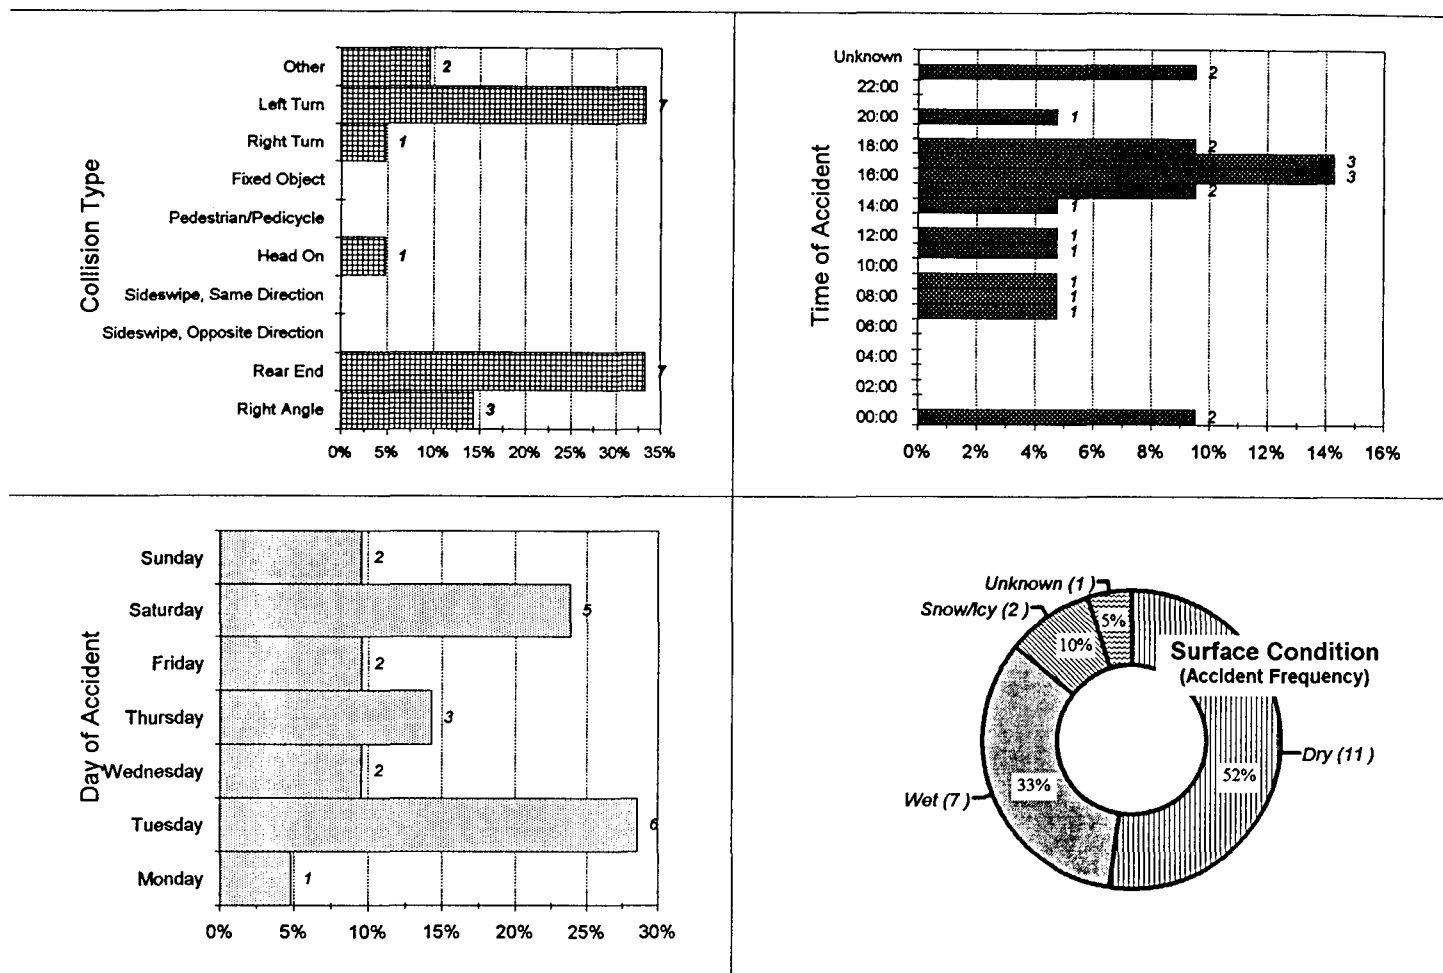 Collision Type
Other
2
Left Turn
7
Right Turn
1
Fixed Object
Pedestrian/Pedicycle
Head On
1
Sideswipe, Same Direction
Sideswipe, Opposite Direction
Rear End
7
Right Angle
3
0% 5% 10% 15% 20% 25% 30% 35%
Time of Accident
Unknown
2
22:00
20:00
1
18:00
2
3
16:00
3
2
14:00
1
12:00
1
1
10:00
1
08:00
1
1
06:00
04:00
02:00
00:00
2
0% 2% 4% 6% 8% 10% 12% 14% 16%
Day of Accident
Sunday
2
Saturday
5
Friday
2
Thursday
3
Wednesday
2
Tuesday
6
Monday
1
0% 5% 10% 15% 20% 25% 30%
Surface Condition
(Accident Frequency)
Unknown (1)
5%
Snow/Icy (2)
10%
Dry (11)
52%
Wet (7)
33%